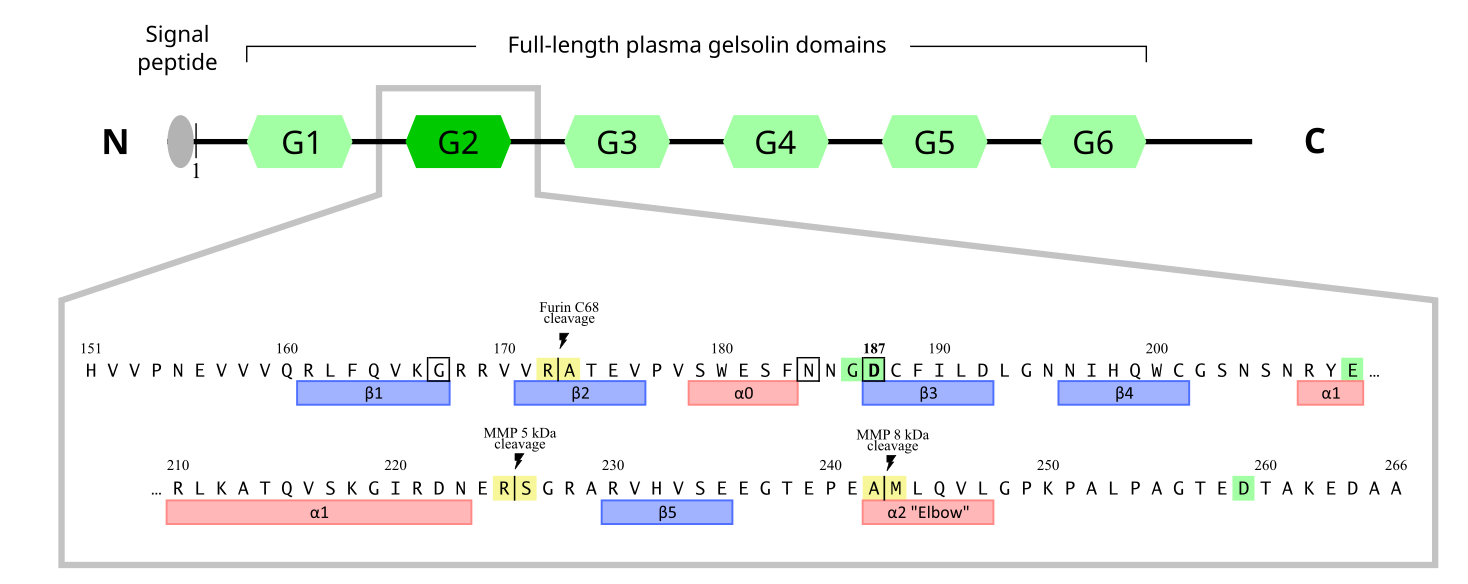 Signal
peptide
Full-length plasma gelsolin domains
N
G1
G2
G3
G4
G5
G6
C
1
Furin C68
cleavage
151 160 170 180 187 190 200
H V V P N E V V V Q R L F Q V K G R R V V R A T E V P V S W E S F N N G D C F I L D L G N N I H Q W C G S N S N R Y E ...
β1 β2 α0 β3 β4 α1
MMP 5 kDa
cleavage
MMP 8 kDa
cleavage
210 220 230 240 250 260 266
... R L K A T Q V S K G I R D N E R S G R A R V H V S E E G T E P E A M L Q V L G P K P A L P A G T E D T A K E D A A
α1 β5 α2 "Elbow"